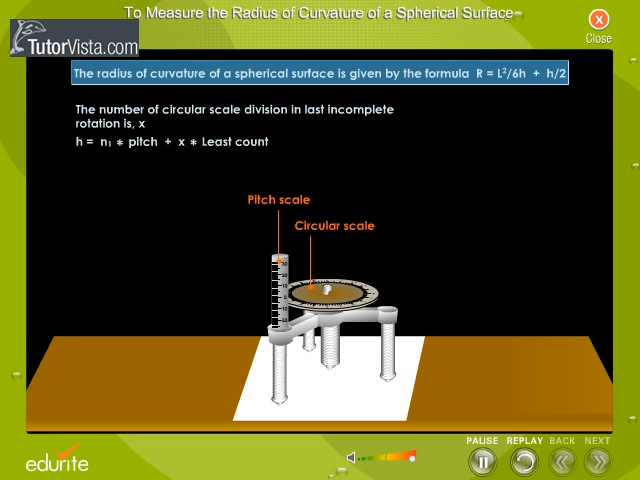 To Measure the Radius of Curvature of a Spherical Surface
TutorVista.com
Close
The radius of curvature of a spherical surface is given by the formula R = L²/6h + h/2
The number of circular scale division in last incomplete
rotation is, x
h = n₁ * pitch + x * Least count
Pitch scale
Circular scale
PAUSE REPLAY BACK NEXT
edurite